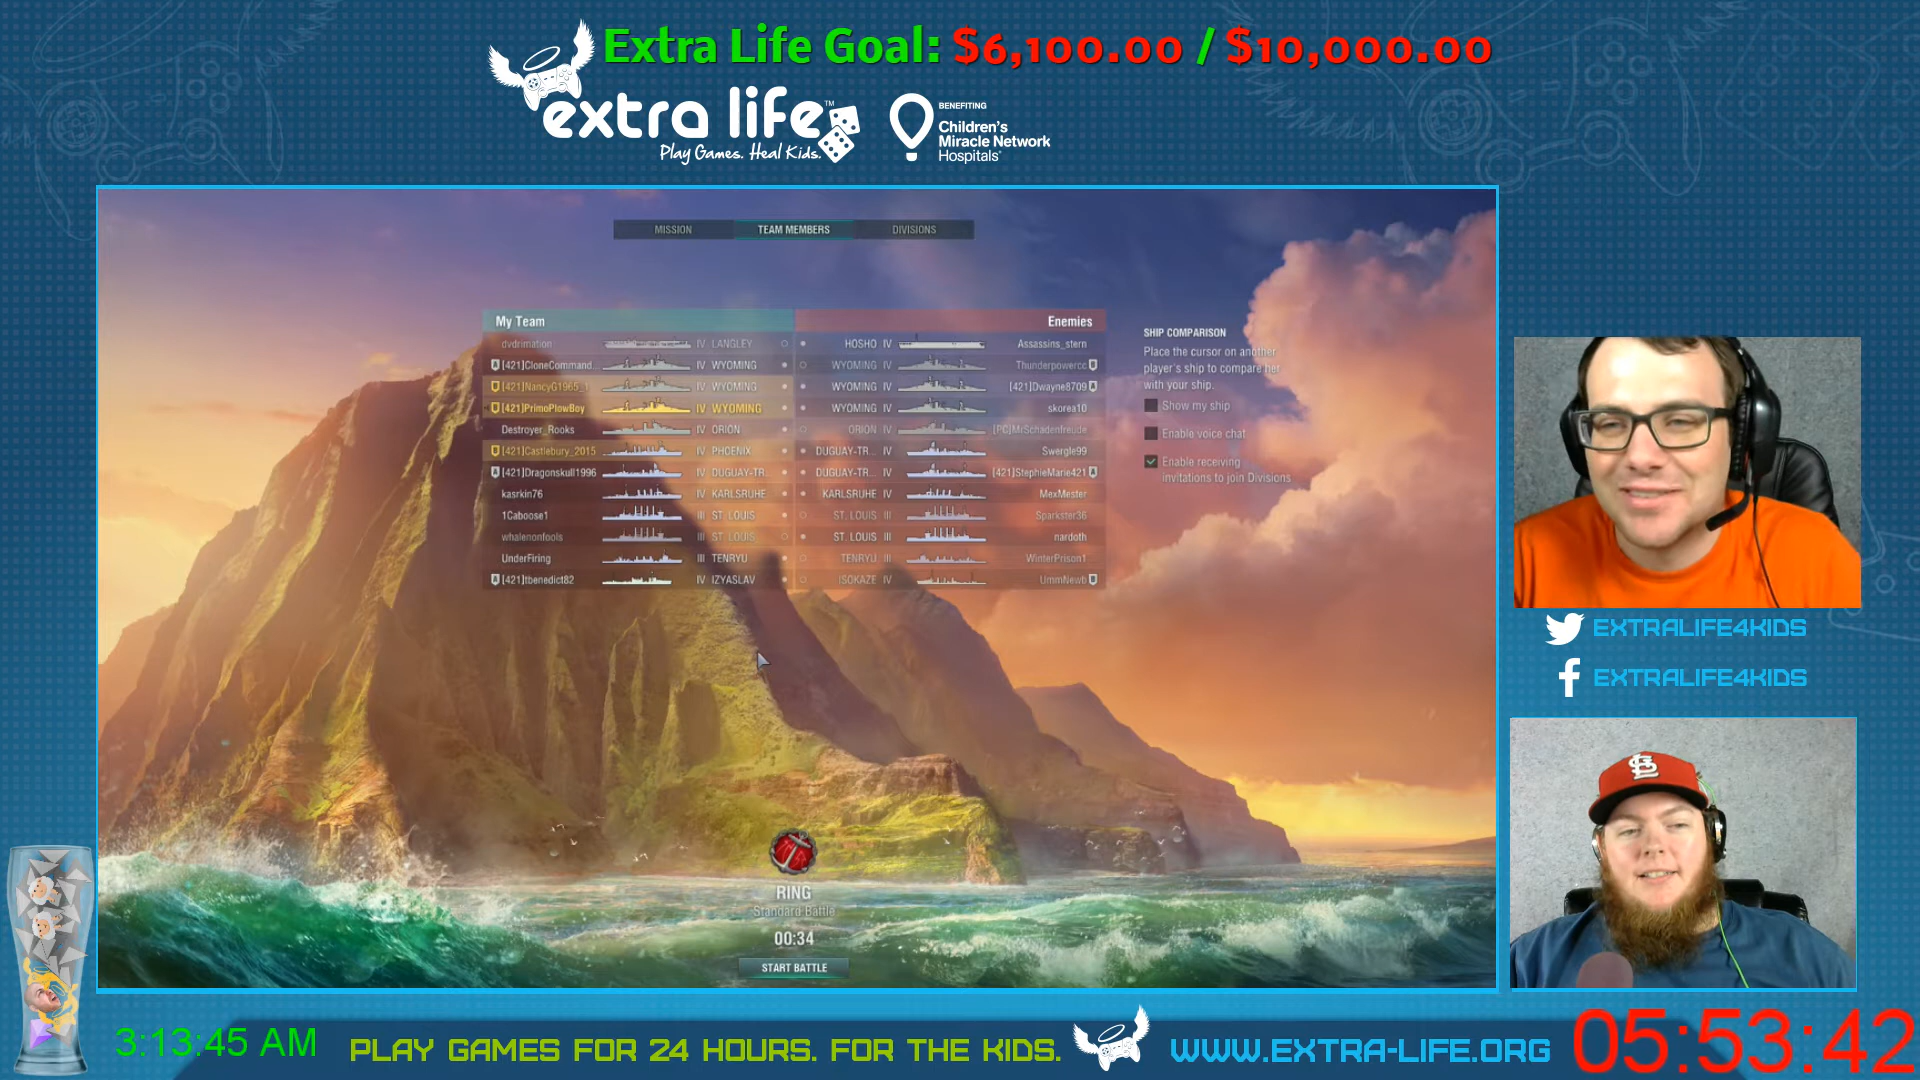 Extra Life Goal: $6,100.00 / $10,000.00
extra life™
Play Games. Heal Kids.
BENEFITING
Children's
Miracle Network
Hospitals
MISSION TEAM MEMBERS DIVISIONS
My Team Enemies
dvdrimation IV LANGLEY HOSHO IV Assassins_stern
[421]CloneCommand... IV WYOMING WYOMING IV Thunderpowercc
[421]NancyG1965_1 IV WYOMING WYOMING IV [421]Dwayne8709
[421]PrimoPlowBoy IV WYOMING WYOMING IV skorea10
Destroyer_Rooks IV ORION ORION IV [PC]MrSchadenfreude
[421]Castlebury_2015 IV PHOENIX DUGUAY-TR... IV Swergle99
[421]Dragonskull1996 IV DUGUAY-TR... DUGUAY-TR... IV [421]StephieMarie421
kasrkin76 IV KARLSRUHE KARLSRUHE IV MexMester
1Caboose1 III ST. LOUIS ST. LOUIS III Sparkster36
whalenonfools III ST. LOUIS ST. LOUIS III nardoth
UnderFiring III TENRYU TENRYU III WinterPrison1
[421]tbenedict82 IV IZYASLAV ISOKAZE IV UmmNewb
SHIP COMPARISON
Place the cursor on another
player's ship to compare her
with your ship.
Show my ship
Enable voice chat
Enable receiving
invitations to join Divisions
RING
Standard Battle
00:34
START BATTLE
EXTRALIFE4KIDS
EXTRALIFE4KIDS
3:13:45 AM
PLAY GAMES FOR 24 HOURS. FOR THE KIDS.
WWW.EXTRA-LIFE.ORG
05:53:42